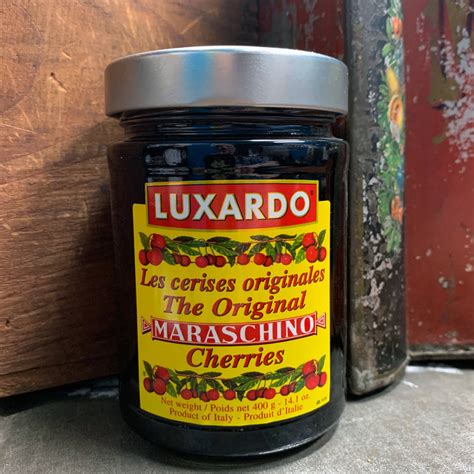 LUXARDO®
Les cerises originales
The Original
MARASCHINO
Cherries
Net weight / Poids net 400 g - 14.1 oz.
Product of Italy - Produit d'Italie